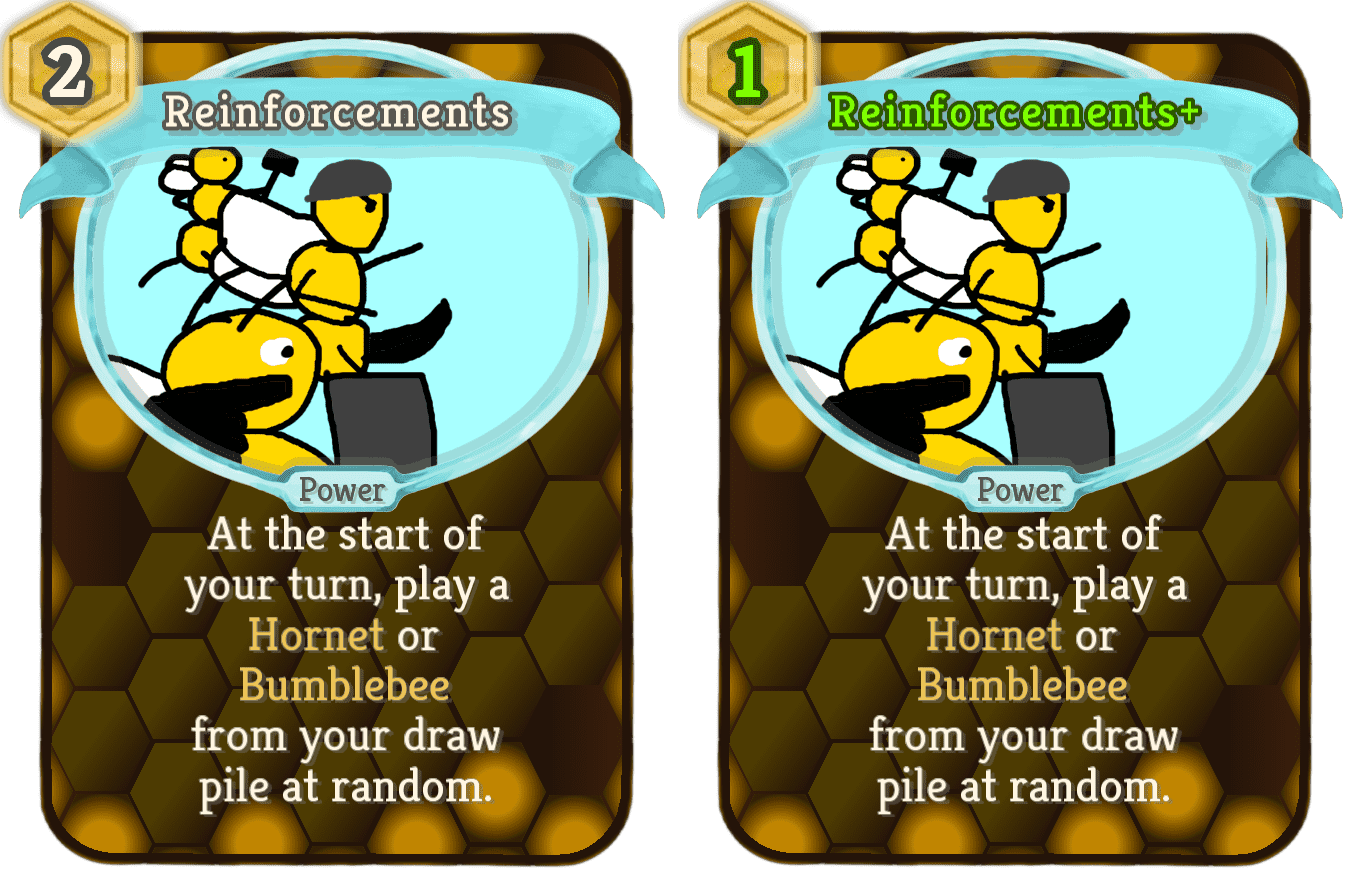 2
Reinforcements
Power
At the start of
your turn, play a
Hornet or
Bumblebee
from your draw
pile at random.
1
Reinforcements+
Power
At the start of
your turn, play a
Hornet or
Bumblebee
from your draw
pile at random.